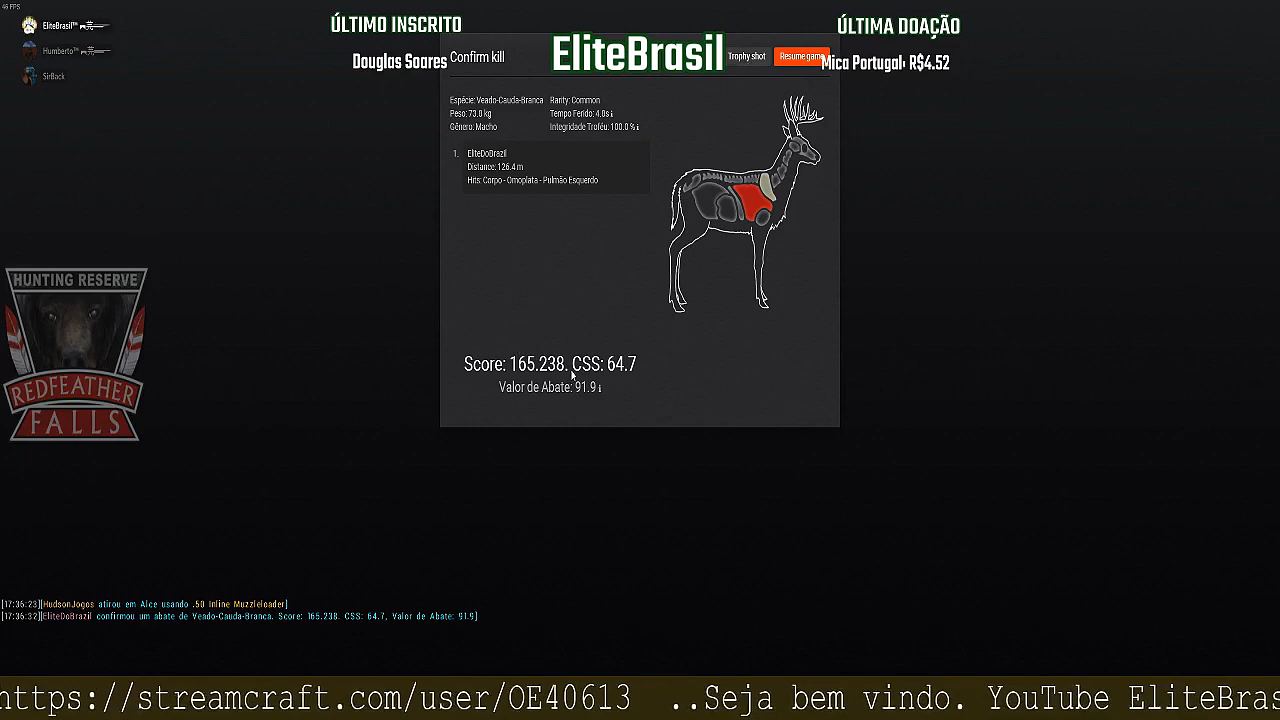 46 FPS
EliteBrasil™
Humberto™
SirBack
ÚLTIMO INSCRITO
Douglas Soares
EliteBrasil
ÚLTIMA DOAÇÃO
Mica Portugal: R$4.52
Confirm kill
Trophy shot
Resume game
Espécie: Veado-Cauda-Branca
Rarity: Common
Peso: 73.0 kg
Tempo Ferido: 4.0s i
Gênero: Macho
Integridade Troféu: 100.0 % i
1. EliteDoBrazil
Distance: 126.4 m
Hits: Corpo - Omoplata - Pulmão Esquerdo
Score: 165.238. CSS: 64.7
Valor de Abate: 91.9 i
HUNTING RESERVE
REDFEATHER
FALLS
[17:36:23][HudsonJogos atirou em Alce usando .50 Inline Muzzleloader]
[17:36:32][EliteDoBrazil confirmou um abate de Veado-Cauda-Branca. Score: 165.238. CSS: 64.7, Valor de Abate: 91.9]
https://streamcraft.com/user/OE40613 ..Seja bem vindo. YouTube EliteBras